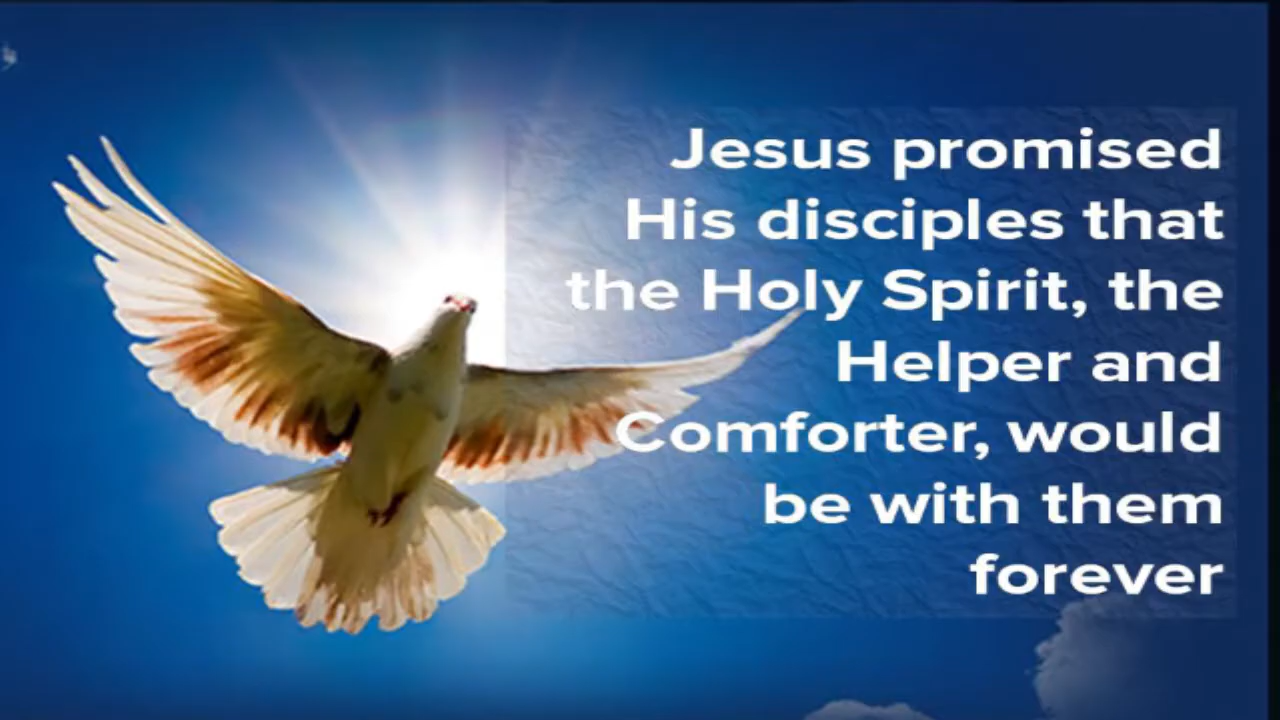 Jesus promised
His disciples that
the Holy Spirit, the
Helper and
Comforter, would
be with them
forever